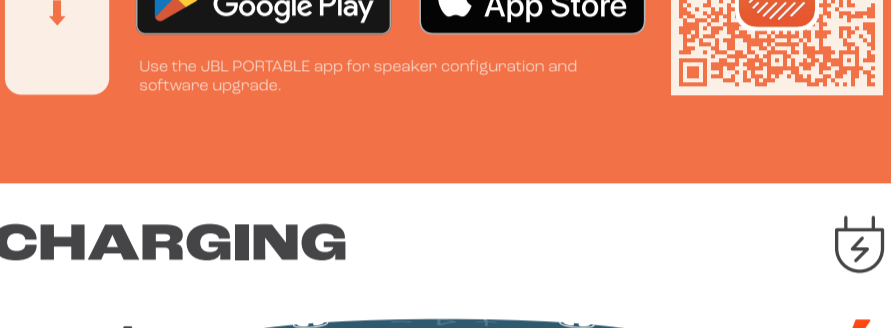 Google Play
App Store
Use the JBL PORTABLE app for speaker configuration and
software upgrade.
CHARGING